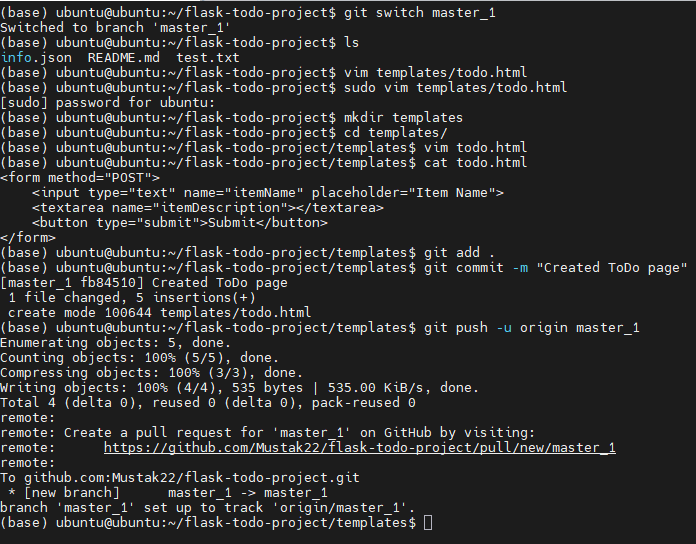 (base) ubuntu@ubuntu:~/flask-todo-project$ git switch master_1
Switched to branch 'master_1'
(base) ubuntu@ubuntu:~/flask-todo-project$ ls
info.json  README.md  test.txt
(base) ubuntu@ubuntu:~/flask-todo-project$ vim templates/todo.html
(base) ubuntu@ubuntu:~/flask-todo-project$ sudo vim templates/todo.html
[sudo] password for ubuntu:
(base) ubuntu@ubuntu:~/flask-todo-project$ mkdir templates
(base) ubuntu@ubuntu:~/flask-todo-project$ cd templates/
(base) ubuntu@ubuntu:~/flask-todo-project/templates$ vim todo.html
(base) ubuntu@ubuntu:~/flask-todo-project/templates$ cat todo.html
<form method="POST">
    <input type="text" name="itemName" placeholder="Item Name">
    <textarea name="itemDescription"></textarea>
    <button type="submit">Submit</button>
</form>
(base) ubuntu@ubuntu:~/flask-todo-project/templates$ git add .
(base) ubuntu@ubuntu:~/flask-todo-project/templates$ git commit -m "Created ToDo page"
[master_1 fb84510] Created ToDo page
 1 file changed, 5 insertions(+)
 create mode 100644 templates/todo.html
(base) ubuntu@ubuntu:~/flask-todo-project/templates$ git push -u origin master_1
Enumerating objects: 5, done.
Counting objects: 100% (5/5), done.
Compressing objects: 100% (3/3), done.
Writing objects: 100% (4/4), 535 bytes | 535.00 KiB/s, done.
Total 4 (delta 0), reused 0 (delta 0), pack-reused 0
remote:
remote: Create a pull request for 'master_1' on GitHub by visiting:
remote:      https://github.com/Mustak22/flask-todo-project/pull/new/master_1
remote:
To github.com:Mustak22/flask-todo-project.git
 * [new branch]      master_1 -> master_1
branch 'master_1' set up to track 'origin/master_1'.
(base) ubuntu@ubuntu:~/flask-todo-project/templates$